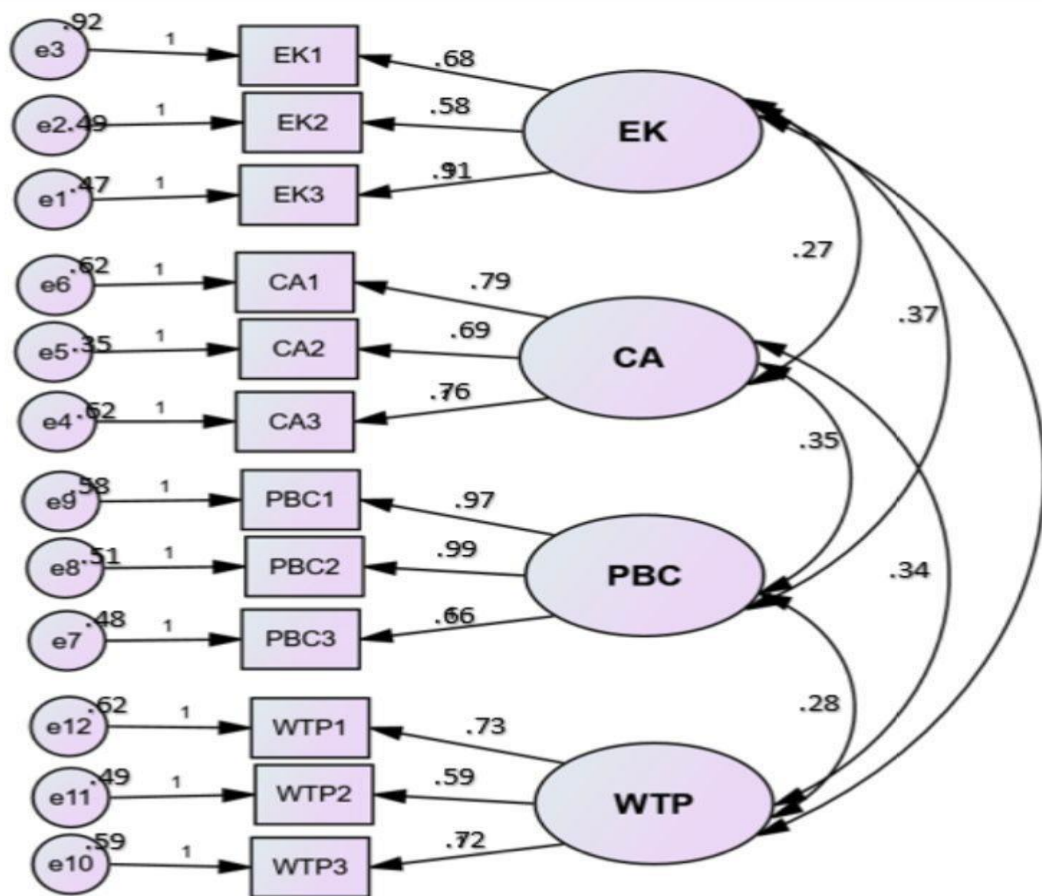 .92
e3 1 EK1 .68
e2 .49 1 EK2 .58 EK
e1 .47 1 EK3 .91
.27
e6 .62 1 CA1 .79
.37
e5 .35 1 CA2 .69 CA
e4 .62 1 CA3 .76
.35
e9 .58 1 PBC1 .97
e8 .51 1 PBC2 .99 PBC
.34
e7 .48 1 PBC3 .66
.28
e12 .62 1 WTP1 .73
e11 .49 1 WTP2 .59 WTP
e10 .59 1 WTP3 .72